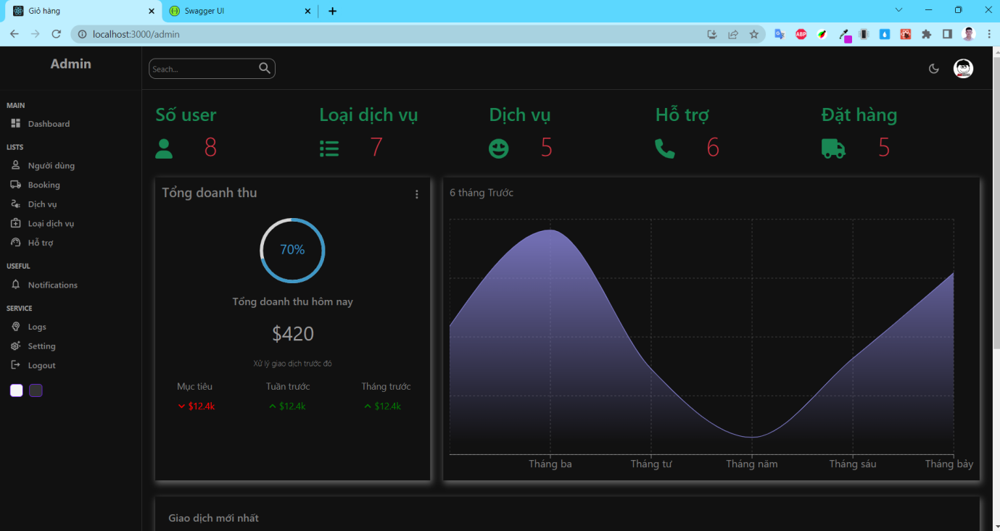 Giỏ hàng
Swagger UI
localhost:3000/admin
ABP
Admin
Seach...
MAIN
Dashboard
LISTS
Người dùng
Booking
Dịch vụ
Loại dịch vụ
Hỗ trợ
USEFUL
Notifications
SERVICE
Logs
Setting
Logout
Số user
8
Loại dịch vụ
7
Dịch vụ
5
Hỗ trợ
6
Đặt hàng
5
Tổng doanh thu
70%
Tổng doanh thu hôm nay
$420
Xử lý giao dịch trước đó
Mục tiêu Tuần trước Tháng trước
$12.4k $12.4k $12.4k
6 tháng Trước
Tháng ba Tháng tư Tháng năm Tháng sáu Tháng bảy
Giao dịch mới nhất